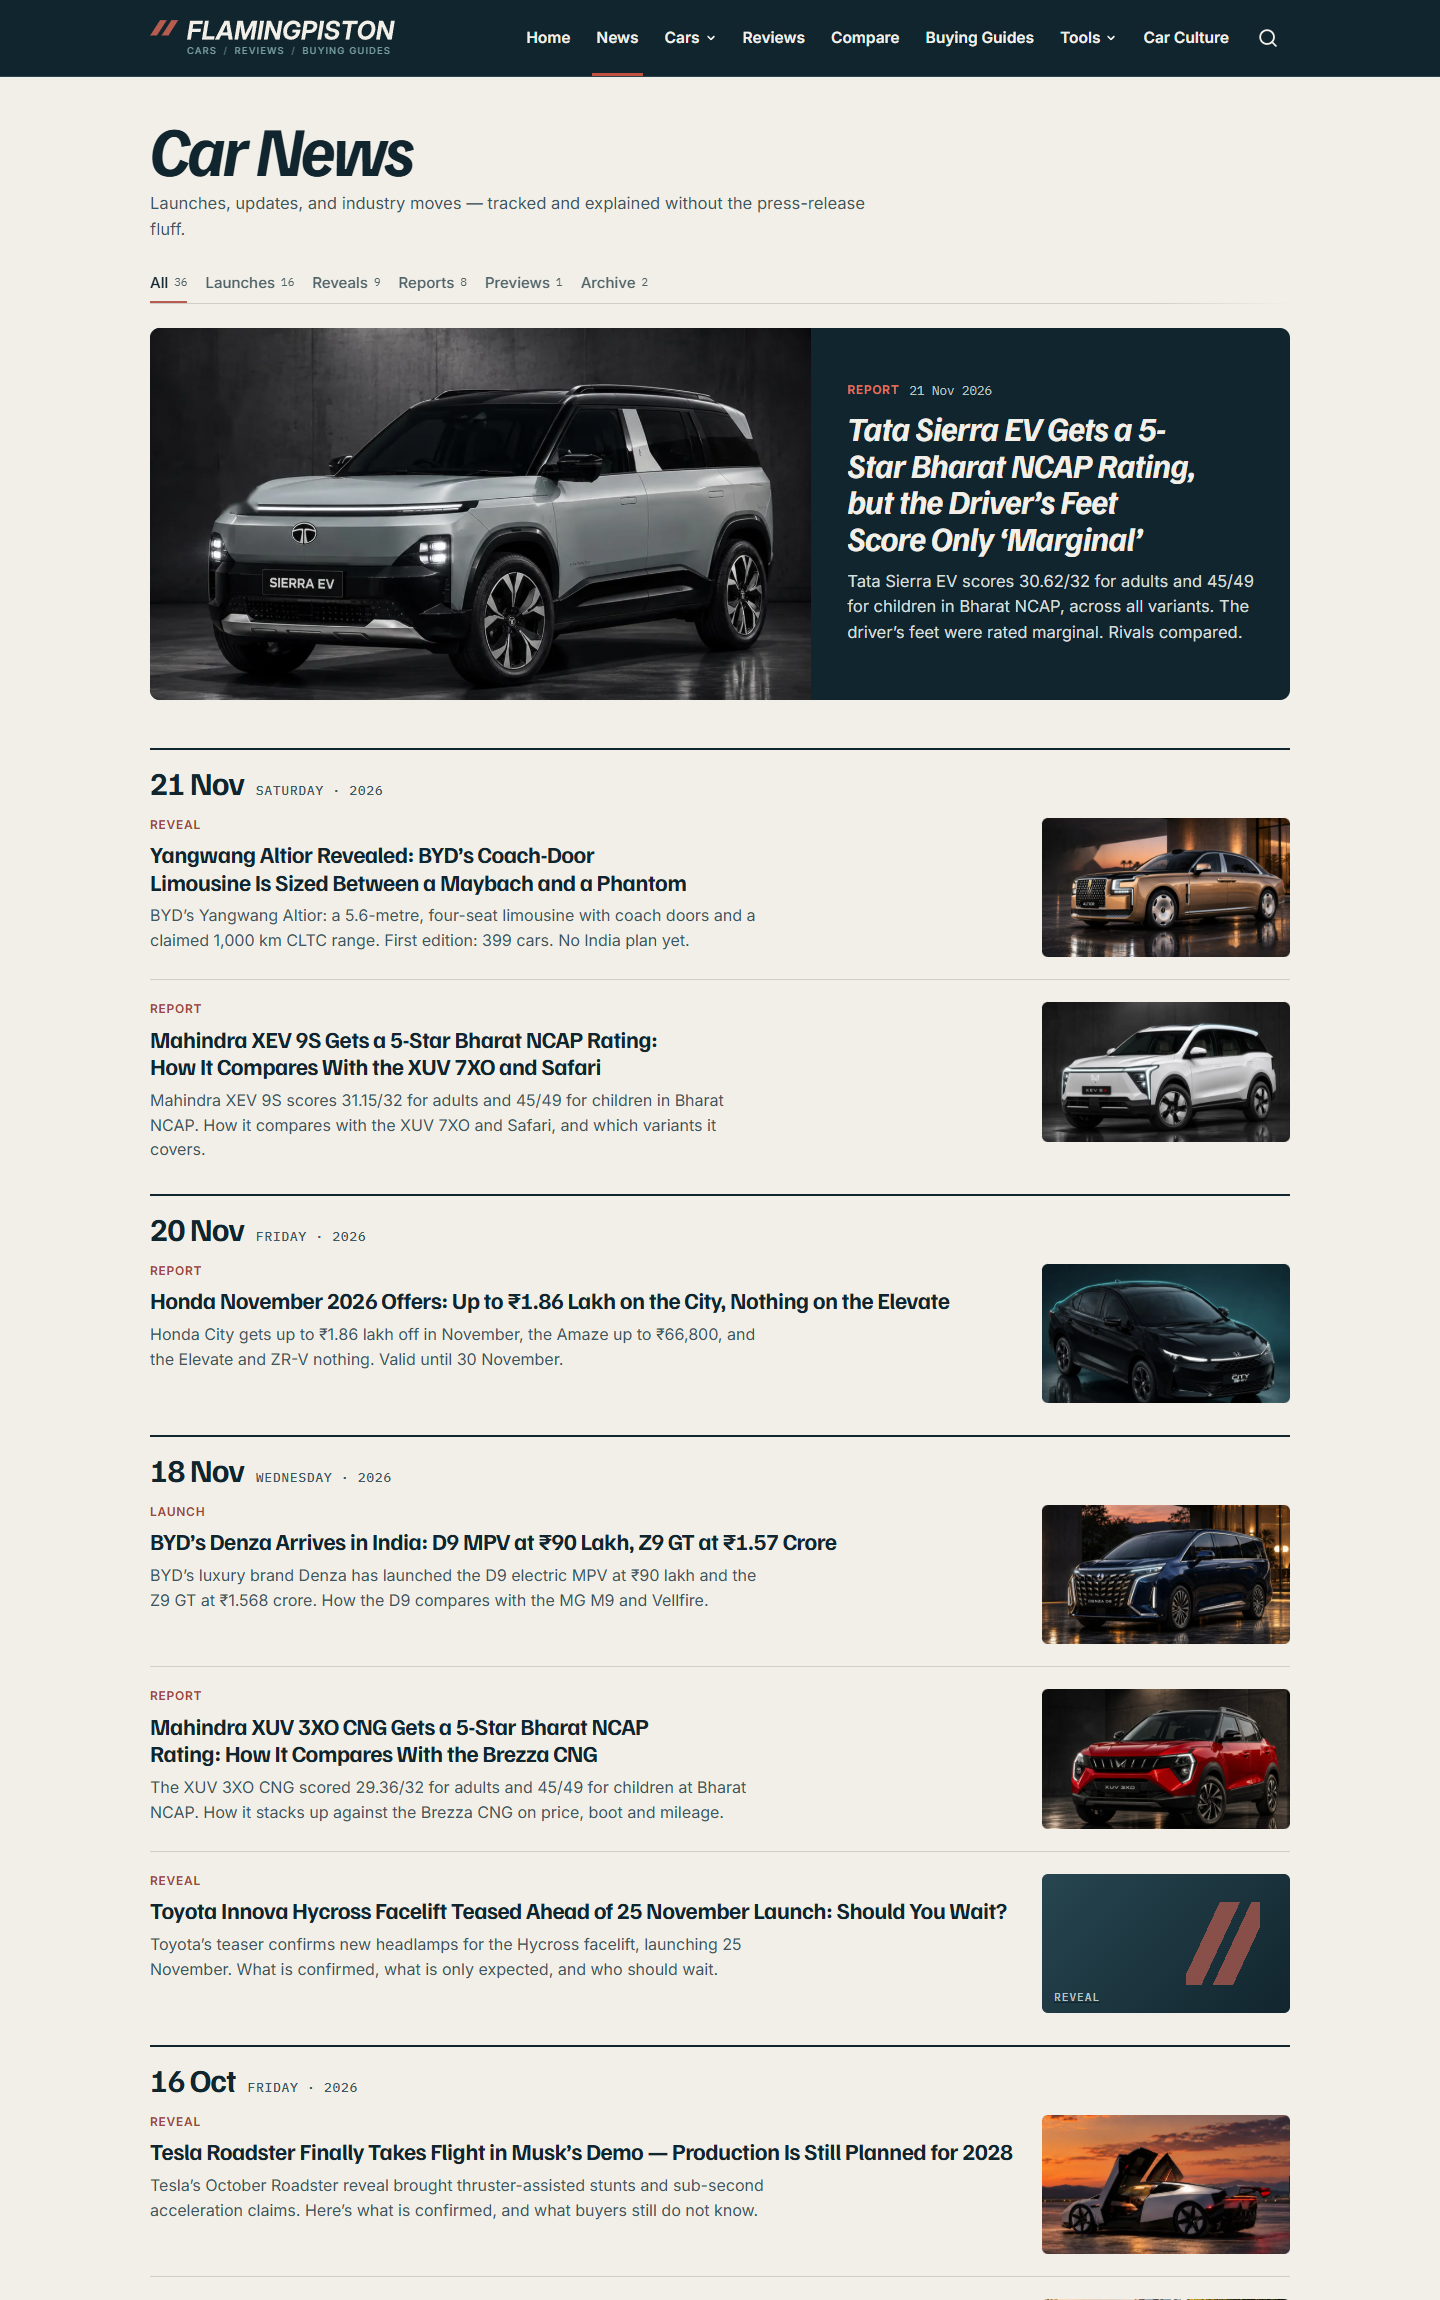 FLAMINGPISTON
CARS / REVIEWS / BUYING GUIDES
Home News Cars Reviews Compare Buying Guides Tools Car Culture
Car News
Launches, updates, and industry moves — tracked and explained without the press-release
fluff.
All 36 Launches 16 Reveals 9 Reports 8 Previews 1 Archive 2
SIERRA EV
REPORT 21 Nov 2026
Tata Sierra EV Gets a 5-
Star Bharat NCAP Rating,
but the Driver’s Feet
Score Only ‘Marginal’
Tata Sierra EV scores 30.62/32 for adults and 45/49
for children in Bharat NCAP, across all variants. The
driver’s feet were rated marginal. Rivals compared.
21 Nov SATURDAY · 2026
REVEAL
Yangwang Altior Revealed: BYD’s Coach-Door
Limousine Is Sized Between a Maybach and a Phantom
BYD’s Yangwang Altior: a 5.6-metre, four-seat limousine with coach doors and a
claimed 1,000 km CLTC range. First edition: 399 cars. No India plan yet.
REPORT
Mahindra XEV 9S Gets a 5-Star Bharat NCAP Rating:
How It Compares With the XUV 7XO and Safari
Mahindra XEV 9S scores 31.15/32 for adults and 45/49 for children in Bharat
NCAP. How it compares with the XUV 7XO and Safari, and which variants it
covers.
20 Nov FRIDAY · 2026
REPORT
Honda November 2026 Offers: Up to ₹1.86 Lakh on the City, Nothing on the Elevate
Honda City gets up to ₹1.86 lakh off in November, the Amaze up to ₹66,800, and
the Elevate and ZR-V nothing. Valid until 30 November.
CITY
18 Nov WEDNESDAY · 2026
LAUNCH
BYD’s Denza Arrives in India: D9 MPV at ₹90 Lakh, Z9 GT at ₹1.57 Crore
BYD’s luxury brand Denza has launched the D9 electric MPV at ₹90 lakh and the
Z9 GT at ₹1.568 crore. How the D9 compares with the MG M9 and Vellfire.
DENZA D9
REPORT
Mahindra XUV 3XO CNG Gets a 5-Star Bharat NCAP
Rating: How It Compares With the Brezza CNG
The XUV 3XO CNG scored 29.36/32 for adults and 45/49 for children at Bharat
NCAP. How it stacks up against the Brezza CNG on price, boot and mileage.
XUV 3XO
REVEAL
Toyota Innova Hycross Facelift Teased Ahead of 25 November Launch: Should You Wait?
Toyota’s teaser confirms new headlamps for the Hycross facelift, launching 25
November. What is confirmed, what is only expected, and who should wait.
REVEAL
16 Oct FRIDAY · 2026
REVEAL
Tesla Roadster Finally Takes Flight in Musk’s Demo — Production Is Still Planned for 2028
Tesla’s October Roadster reveal brought thruster-assisted stunts and sub-second
acceleration claims. Here’s what is confirmed, and what buyers still do not know.